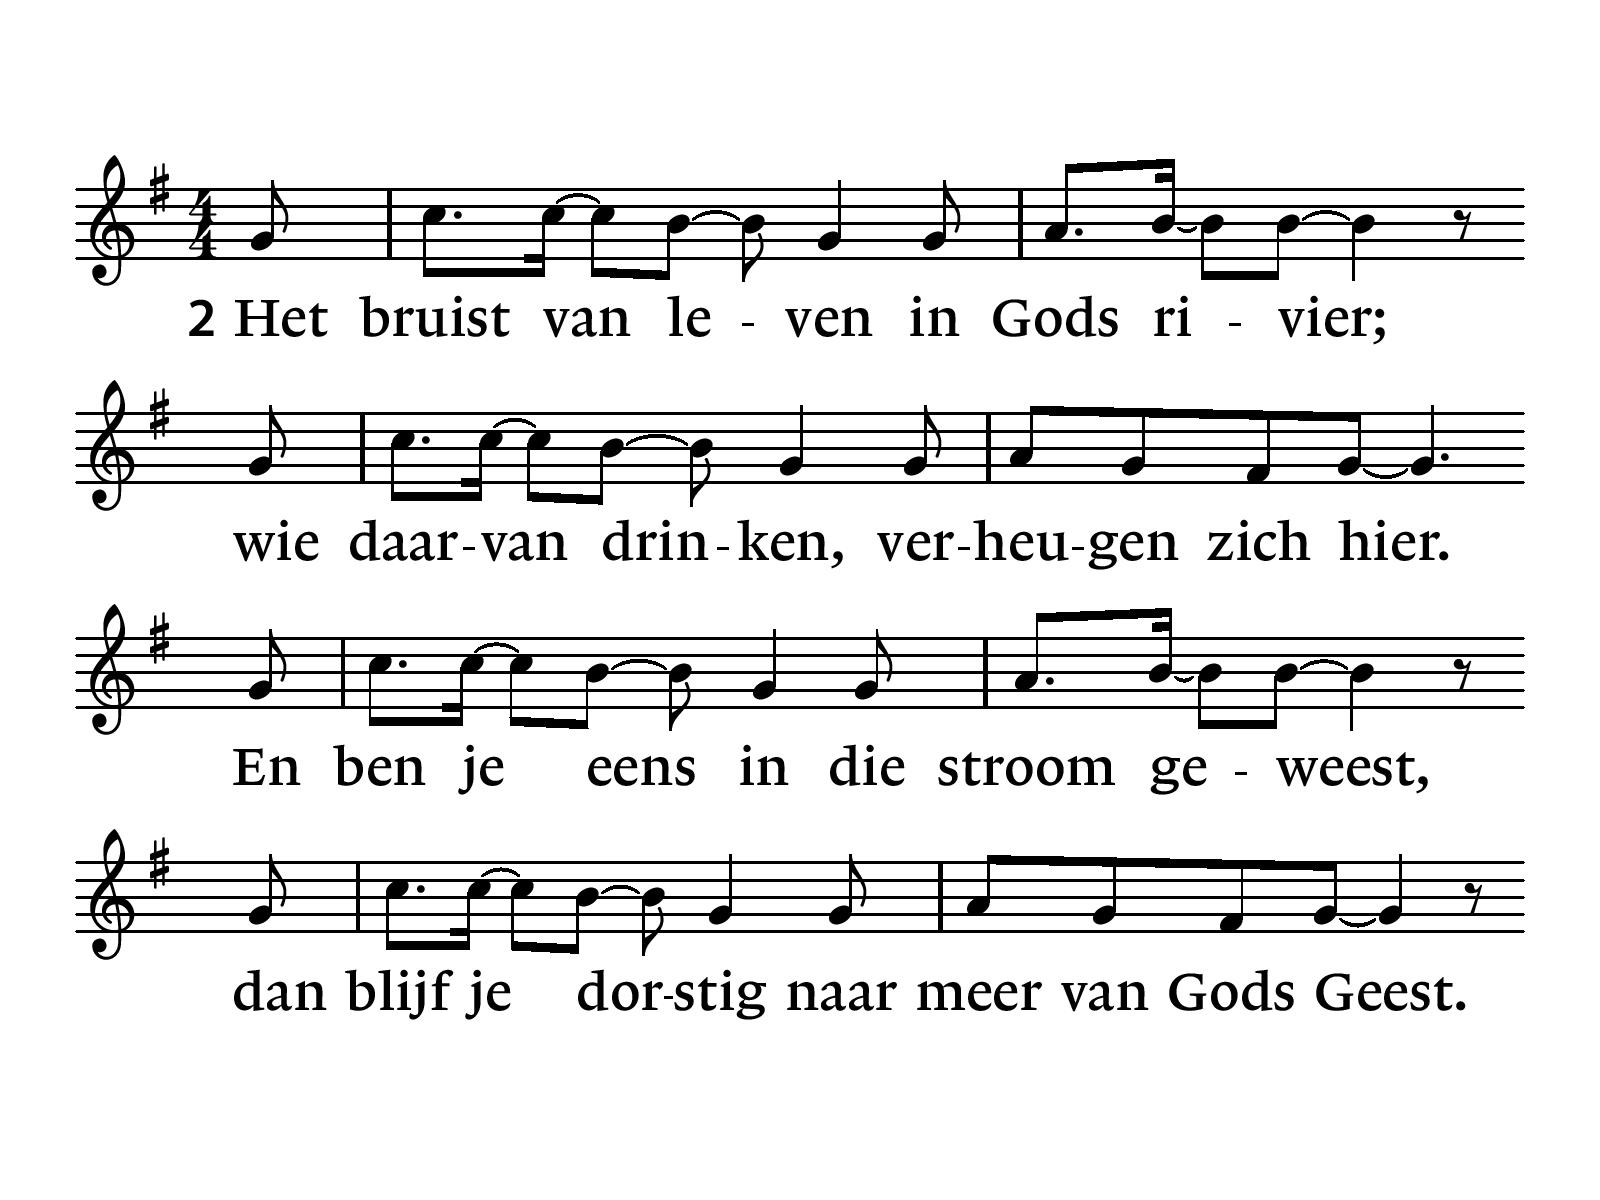 2 Het bruist van le - ven in Gods ri - vier;
wie daar-van drin-ken, ver-heu-gen zich hier.
En ben je eens in die stroom ge - weest,
dan blijf je dor-stig naar meer van Gods Geest.